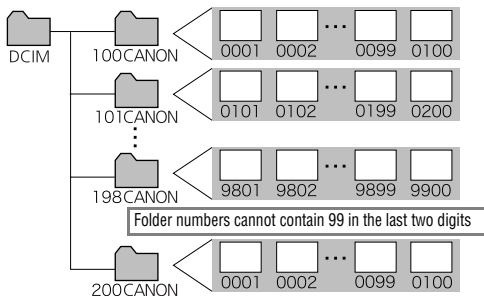 DCIM
100CANON
0001 0002 ··· 0099 0100
101CANON
0101 0102 ··· 0199 0200
198CANON
9801 9802 ··· 9899 9900
Folder numbers cannot contain 99 in the last two digits
200CANON
0001 0002 ··· 0099 0100